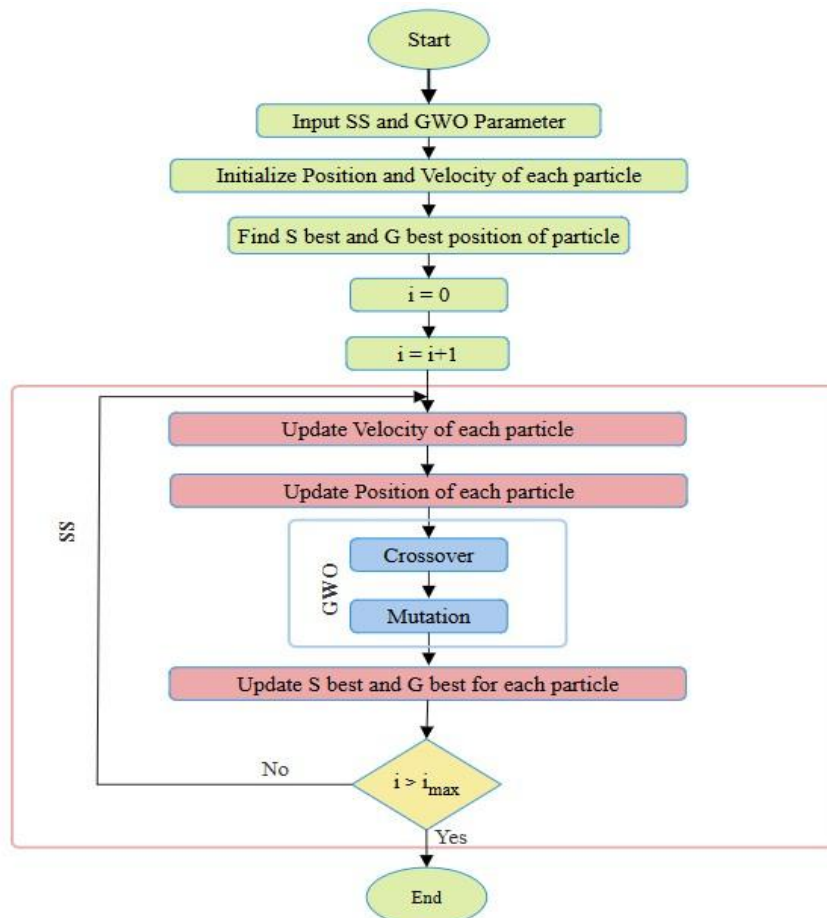 Start
Input SS and GWO Parameter
Initialize Position and Velocity of each particle
Find S best and G best position of particle
i = 0
i = i+1
Update Velocity of each particle
Update Position of each particle
SS
GWO
Crossover
Mutation
Update S best and G best for each particle
No
i > imax
Yes
End